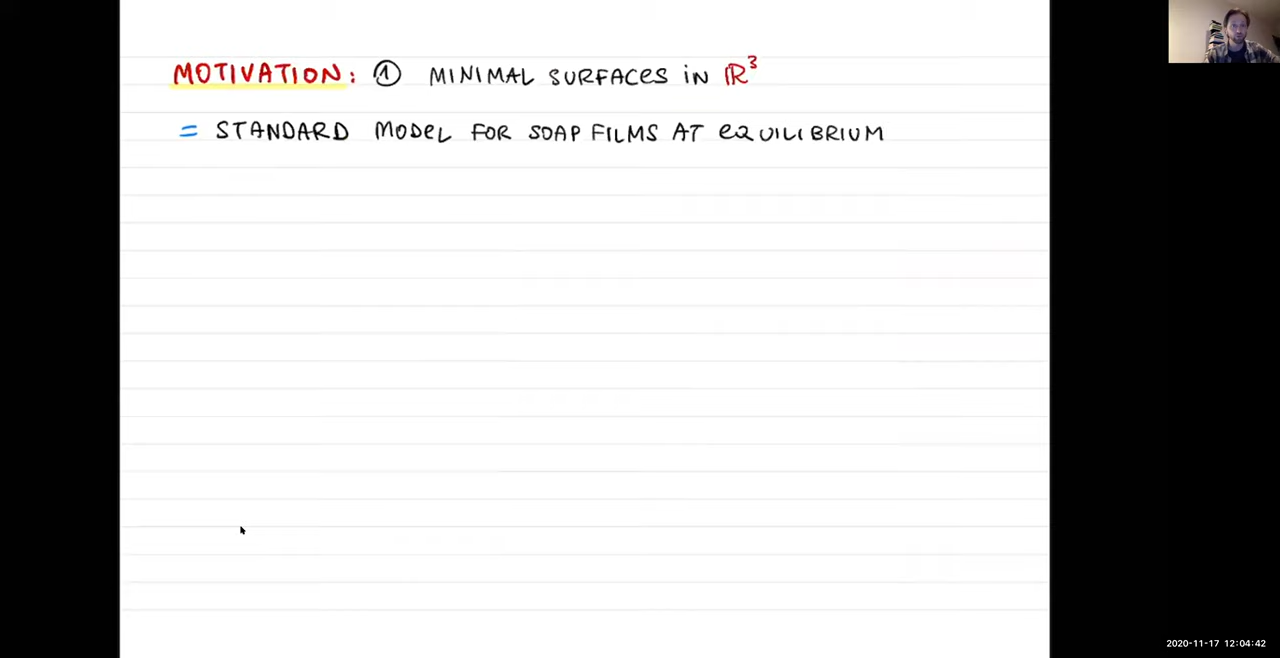 MOTIVATION: ① MINIMAL SURFACES IN ℝ³
= STANDARD MODEL FOR SOAP FILMS AT EQUILIBRIUM
2020-11-17 12:04:42